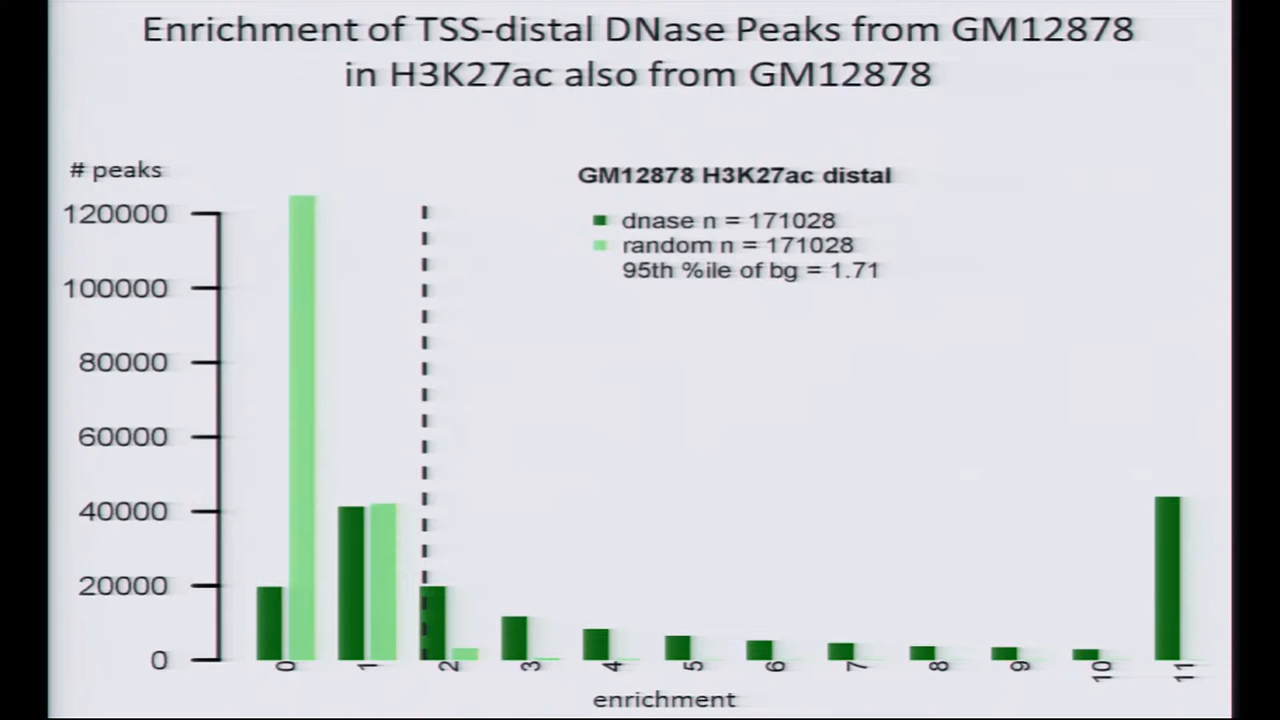 Enrichment of TSS-distal DNase Peaks from GM12878
in H3K27ac also from GM12878
# peaks
GM12878 H3K27ac distal
dnase n = 171028
random n = 171028
95th %ile of bg = 1.71
120000
100000
80000
60000
40000
20000
0
0 1 2 3 4 5 6 7 8 9 10 11
enrichment